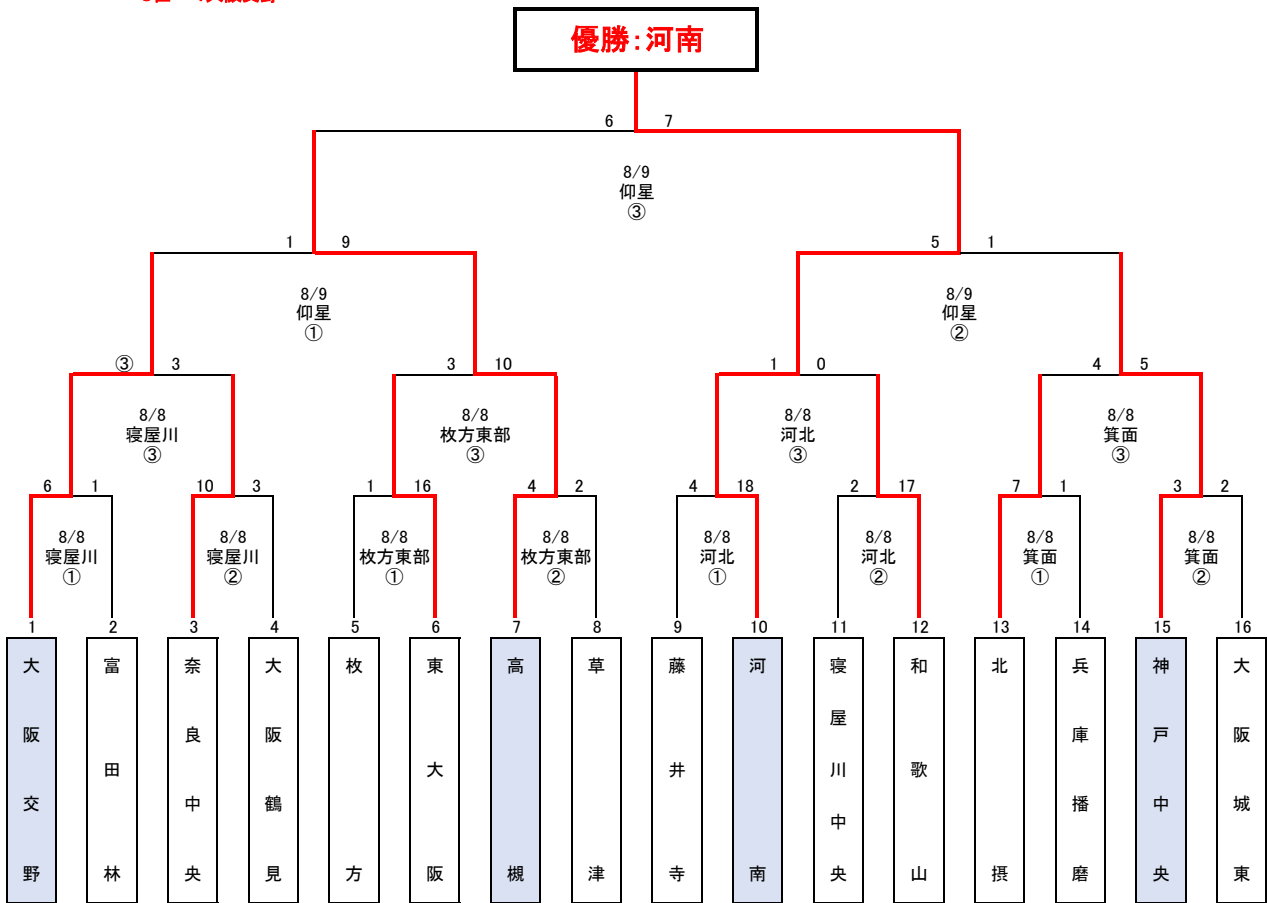 優勝：河南
6 7
8/9
仰星
③
1 9
5 1
8/9
仰星
①
8/9
仰星
②
③ 3
3 10
1 0
4 5
8/8
寝屋川
③
8/8
枚方東部
③
8/8
河北
③
8/8
箕面
③
6 1
10 3
1 16
4 2
4 18
2 17
7 1
3 2
8/8
寝屋川
①
8/8
寝屋川
②
8/8
枚方東部
①
8/8
枚方東部
②
8/8
河北
①
8/8
河北
②
8/8
箕面
①
8/8
箕面
②
1 2 3 4 5 6 7 8 9 10 11 12 13 14 15 16
大阪交野
富田林
奈良中央
大阪鶴見
枚方
東大阪
高槻
草津
藤井寺
河南
寝屋川中央
和歌山
北摂
兵庫播磨
神戸中央
大阪城東